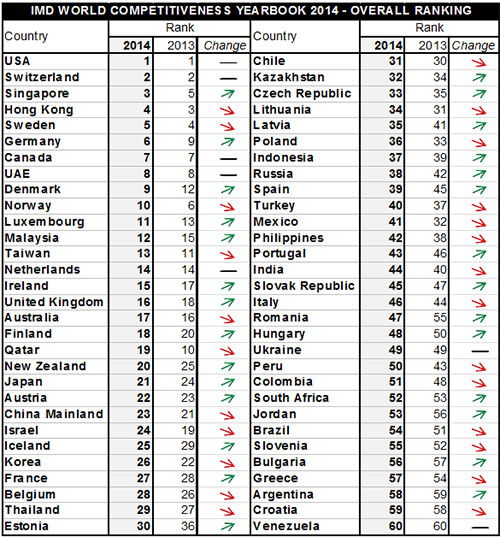 IMD WORLD COMPETITIVENESS YEARBOOK 2014 - OVERALL RANKING
Country Rank Country Rank
2014 2013 Change 2014 2013 Change
USA 1 1 Chile 31 30
Switzerland 2 2 Kazakhstan 32 34
Singapore 3 5 Czech Republic 33 35
Hong Kong 4 3 Lithuania 34 31
Sweden 5 4 Latvia 35 41
Germany 6 9 Poland 36 33
Canada 7 7 Indonesia 37 39
UAE 8 8 Russia 38 42
Denmark 9 12 Spain 39 45
Norway 10 6 Turkey 40 37
Luxembourg 11 13 Mexico 41 32
Malaysia 12 15 Philippines 42 38
Taiwan 13 11 Portugal 43 46
Netherlands 14 14 India 44 40
Ireland 15 17 Slovak Republic 45 47
United Kingdom 16 18 Italy 46 44
Australia 17 16 Romania 47 55
Finland 18 20 Hungary 48 50
Qatar 19 10 Ukraine 49 49
New Zealand 20 25 Peru 50 43
Japan 21 24 Colombia 51 48
Austria 22 23 South Africa 52 53
China Mainland 23 21 Jordan 53 56
Israel 24 19 Brazil 54 51
Iceland 25 29 Slovenia 55 52
Korea 26 22 Bulgaria 56 57
France 27 28 Greece 57 54
Belgium 28 26 Argentina 58 59
Thailand 29 27 Croatia 59 58
Estonia 30 36 Venezuela 60 60